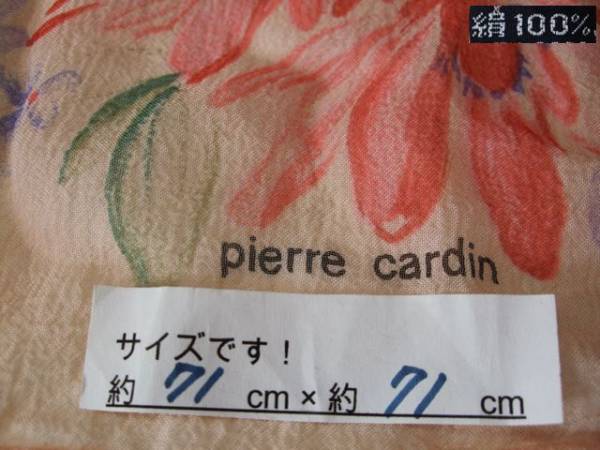 絹100%
pierre cardin
サイズです!
約 71 cm×約 71 cm